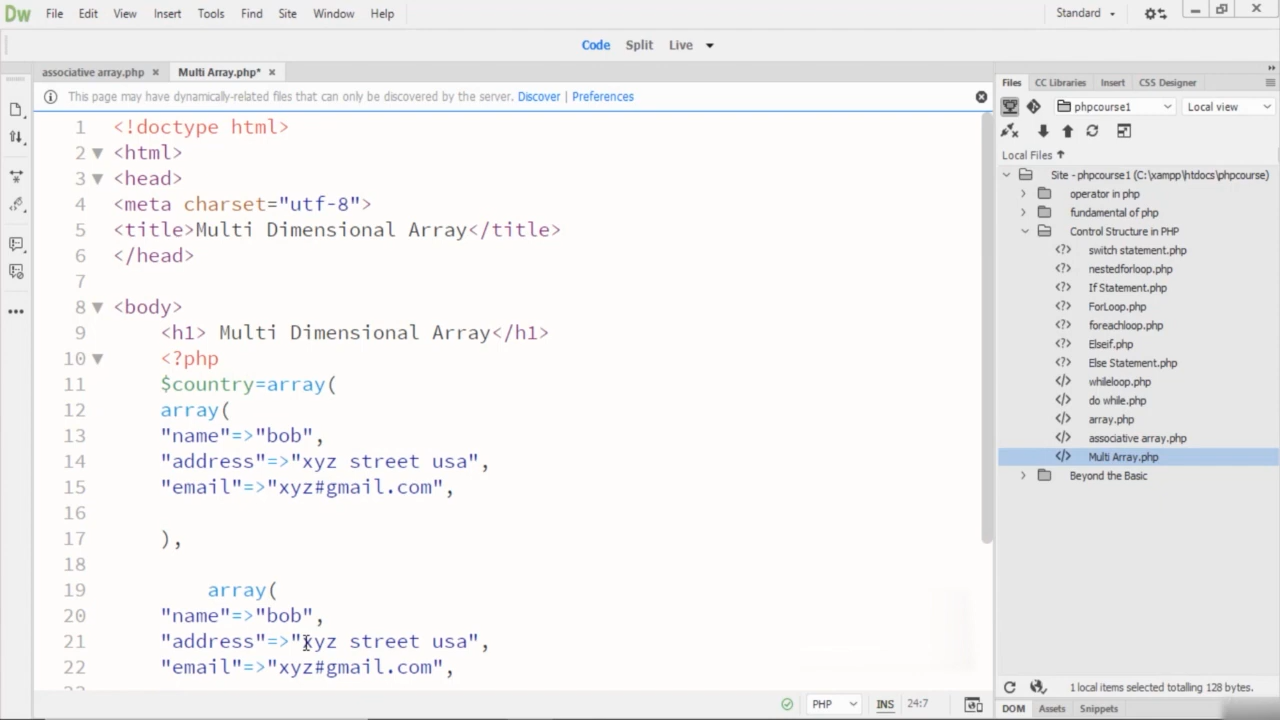 Dw File Edit View Insert Tools Find Site Window Help Standard
Code Split Live
associative array.php × Multi Array.php* ×
This page may have dynamically-related files that can only be discovered by the server. Discover | Preferences
1 <!doctype html>
2 <html>
3 <head>
4 <meta charset="utf-8">
5 <title>Multi Dimensional Array</title>
6 </head>
7
8 <body>
9 <h1> Multi Dimensional Array</h1>
10 <?php
11 $country=array(
12 array(
13 "name"=>"bob",
14 "address"=>"xyz street usa",
15 "email"=>"xyz#gmail.com",
16
17 ),
18
19 array(
20 "name"=>"bob",
21 "address"=>"xyz street usa",
22 "email"=>"xyz#gmail.com",
PHP INS 24:7
Files CC Libraries Insert CSS Designer
phpcourse1 Local view
Local Files
Site - phpcourse1 (C:\xampp\htdocs\phpcourse)
operator in php
fundamental of php
Control Structure in PHP
switch statement.php
nestedforloop.php
If Statement.php
ForLoop.php
foreachloop.php
Elseif.php
Else Statement.php
whileloop.php
do while.php
array.php
associative array.php
Multi Array.php
Beyond the Basic
1 local items selected totalling 128 bytes.
DOM Assets Snippets